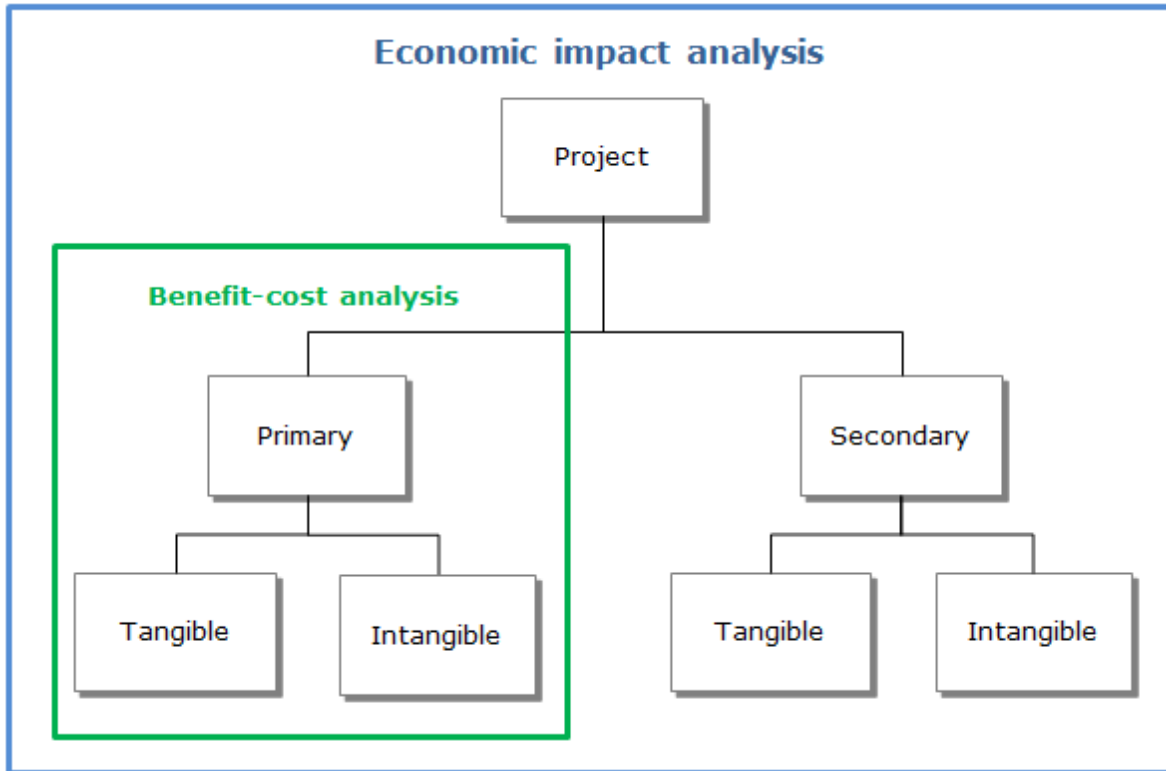 Economic impact analysis
Project
Benefit-cost analysis
Primary
Secondary
Tangible
Intangible
Tangible
Intangible